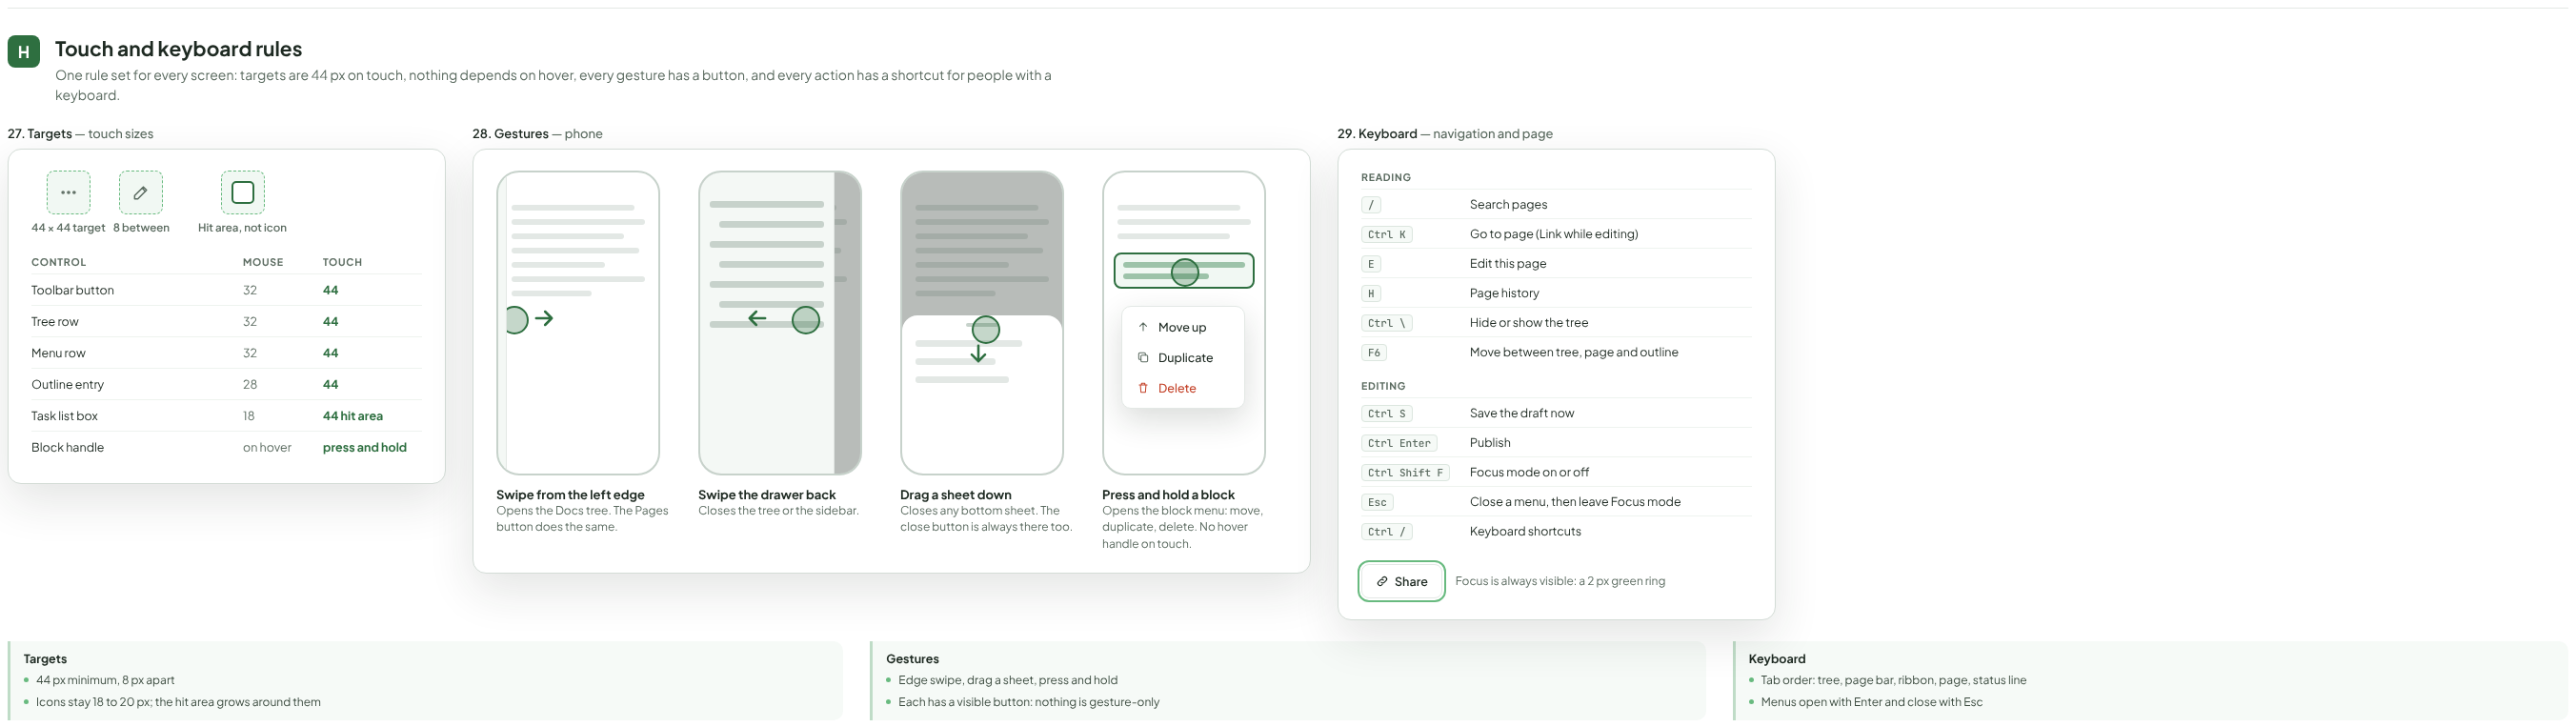 H
Touch and keyboard rules
One rule set for every screen: targets are 44 px on touch, nothing depends on hover, every gesture has a button, and every action has a shortcut for people with a
keyboard.
27. Targets — touch sizes
44 × 44 target
8 between
Hit area, not icon
CONTROL MOUSE TOUCH
Toolbar button 32 44
Tree row 32 44
Menu row 32 44
Outline entry 28 44
Task list box 18 44 hit area
Block handle on hover press and hold
28. Gestures — phone
Swipe from the left edge
Opens the Docs tree. The Pages
button does the same.
Swipe the drawer back
Closes the tree or the sidebar.
Drag a sheet down
Closes any bottom sheet. The
close button is always there too.
Move up
Duplicate
Delete
Press and hold a block
Opens the block menu: move,
duplicate, delete. No hover
handle on touch.
29. Keyboard — navigation and page
READING
/ Search pages
Ctrl K Go to page (Link while editing)
E Edit this page
H Page history
Ctrl \ Hide or show the tree
F6 Move between tree, page and outline
EDITING
Ctrl S Save the draft now
Ctrl Enter Publish
Ctrl Shift F Focus mode on or off
Esc Close a menu, then leave Focus mode
Ctrl / Keyboard shortcuts
Share Focus is always visible: a 2 px green ring
Targets
44 px minimum, 8 px apart
Icons stay 18 to 20 px; the hit area grows around them
Gestures
Edge swipe, drag a sheet, press and hold
Each has a visible button: nothing is gesture-only
Keyboard
Tab order: tree, page bar, ribbon, page, status line
Menus open with Enter and close with Esc